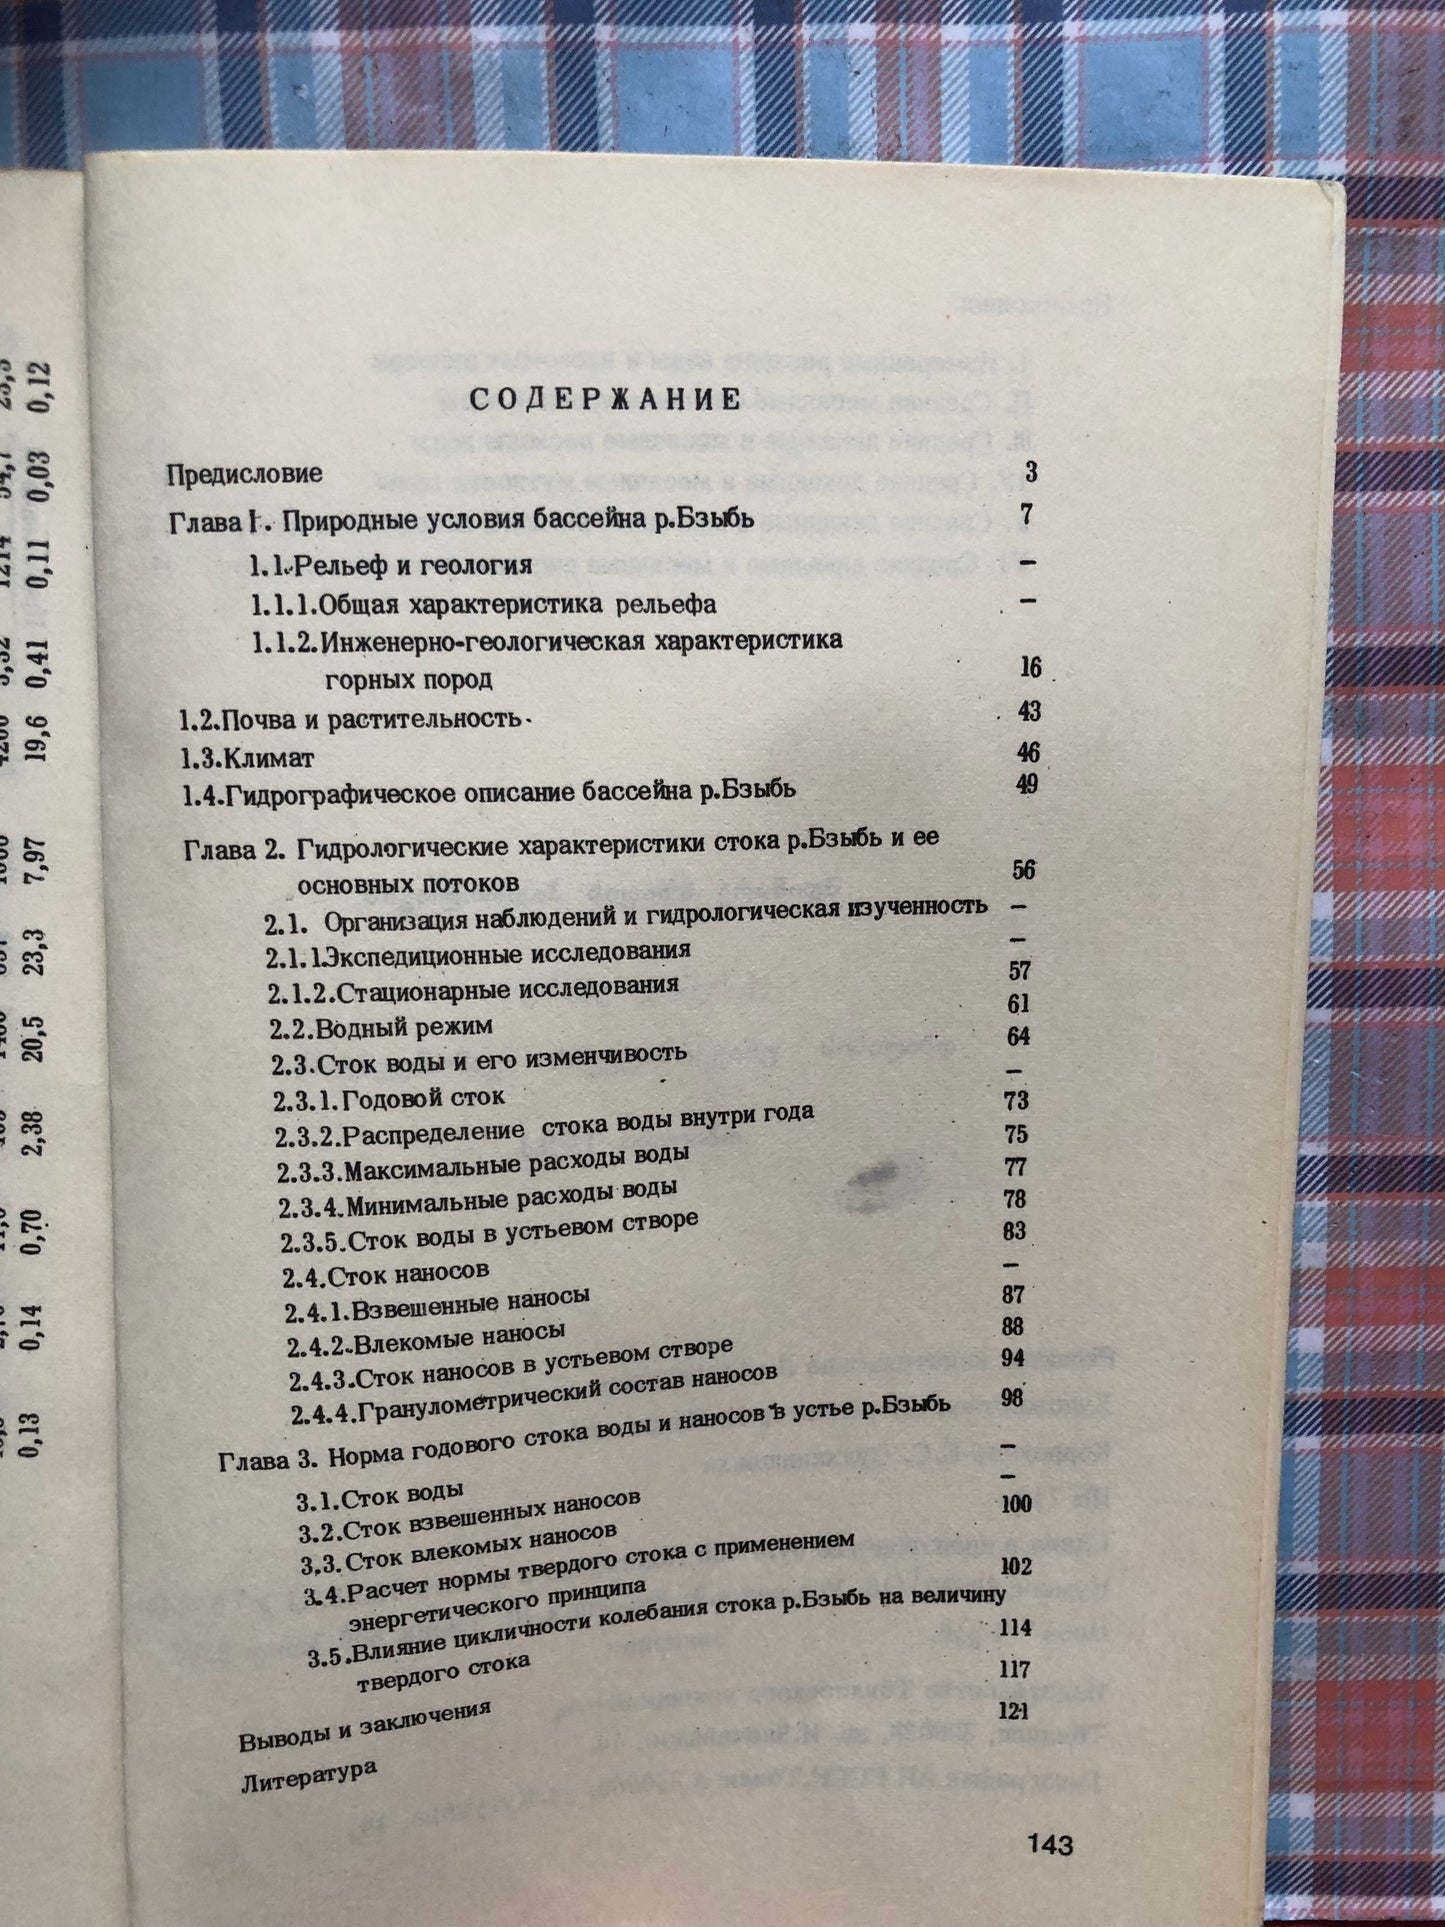 СОДЕРЖАНИЕ
Предисловие 3
Глава I. Природные условия бассейна р.Бзыбь 7
1.1.Рельеф и геология –
1.1.1.Общая характеристика рельефа –
1.1.2.Инженерно-геологическая характеристика
горных пород 16
1.2.Почва и растительность. 43
1.3.Климат 46
1.4.Гидрографическое описание бассейна р.Бзыбь 49
Глава 2. Гидрологические характеристики стока р.Бзыбь и ее
основных потоков 56
2.1. Организация наблюдений и гидрологическая изученность –
2.1.1.Экспедиционные исследования –
2.1.2.Стационарные исследования 57
2.2.Водный режим 61
2.3.Сток воды и его изменчивость 64
2.3.1.Годовой сток –
2.3.2.Распределение стока воды внутри года 73
2.3.3.Максимальные расходы воды 75
2.3.4.Минимальные расходы воды 77
2.3.5.Сток воды в устьевом створе 78
2.4.Сток наносов 83
2.4.1.Взвешенные наносы –
2.4.2.Влекомые наносы 87
2.4.3.Сток наносов в устьевом створе 88
2.4.4.Гранулометрический состав наносов 94
Глава 3. Норма годового стока воды и наносов в устье р.Бзыбь 98
3.1.Сток воды –
3.2.Сток взвешенных наносов –
3.3.Сток влекомых наносов 100
3.4.Расчет нормы твердого стока с применением
энергетического принципа 102
3.5.Влияние цикличности колебания стока р.Бзыбь на величину
твердого стока 114
Выводы и заключения 117
Литература 121
143
0,13 0,14 0,70 2,38 20,5 23,3 7,97 19,6 0,41 0,11 0,03 0,12